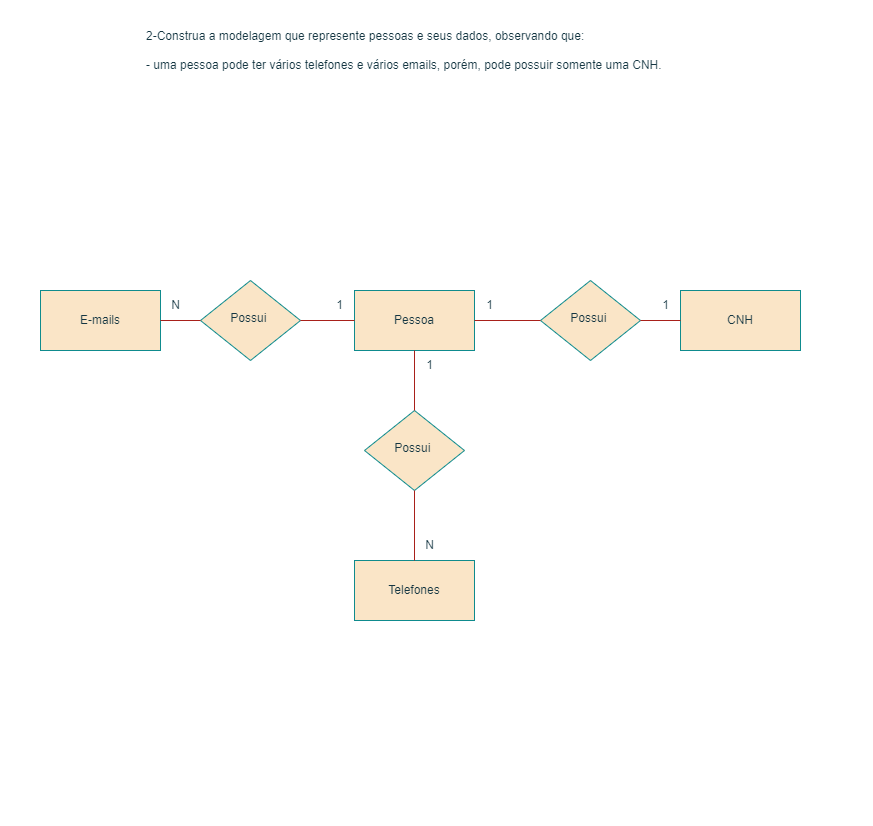 2-Construa a modelagem que represente pessoas e seus dados, observando que:
- uma pessoa pode ter vários telefones e vários emails, porém, pode possuir somente uma CNH.
N 1 1 1
E-mails Possui Pessoa Possui CNH
1
Possui
N
Telefones